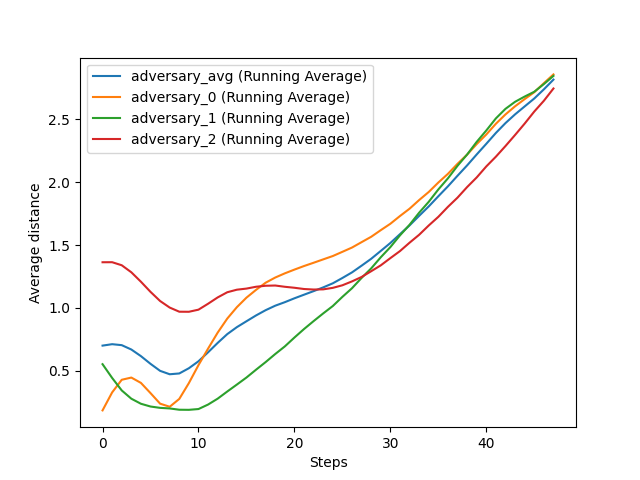 adversary_avg (Running Average)
adversary_0 (Running Average)
adversary_1 (Running Average)
adversary_2 (Running Average)
2.5
2.0
1.5
1.0
0.5
Average distance
0 10 20 30 40
Steps